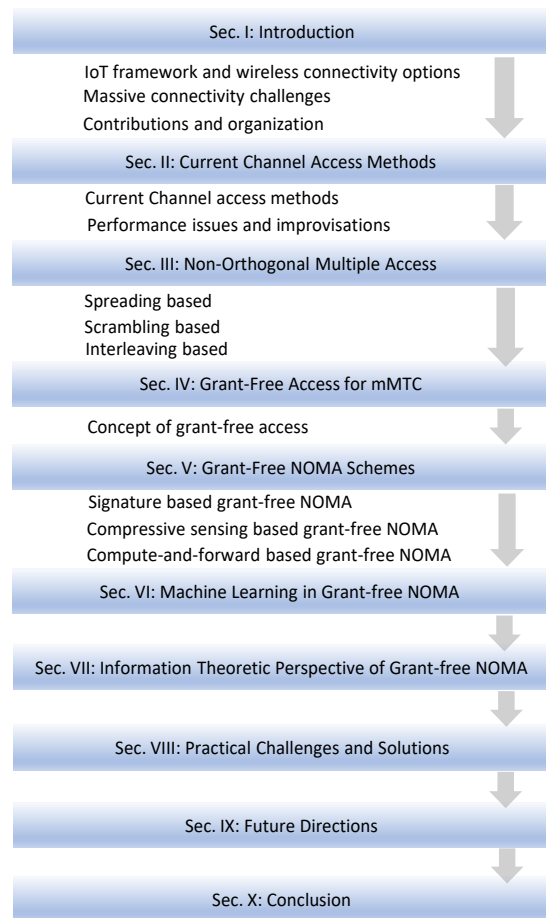 Sec. I: Introduction
IoT framework and wireless connectivity options
Massive connectivity challenges
Contributions and organization
Sec. II: Current Channel Access Methods
Current Channel access methods
Performance issues and improvisations
Sec. III: Non-Orthogonal Multiple Access
Spreading based
Scrambling based
Interleaving based
Sec. IV: Grant-Free Access for mMTC
Concept of grant-free access
Sec. V: Grant-Free NOMA Schemes
Signature based grant-free NOMA
Compressive sensing based grant-free NOMA
Compute-and-forward based grant-free NOMA
Sec. VI: Machine Learning in Grant-free NOMA
Sec. VII: Information Theoretic Perspective of Grant-free NOMA
Sec. VIII: Practical Challenges and Solutions
Sec. IX: Future Directions
Sec. X: Conclusion